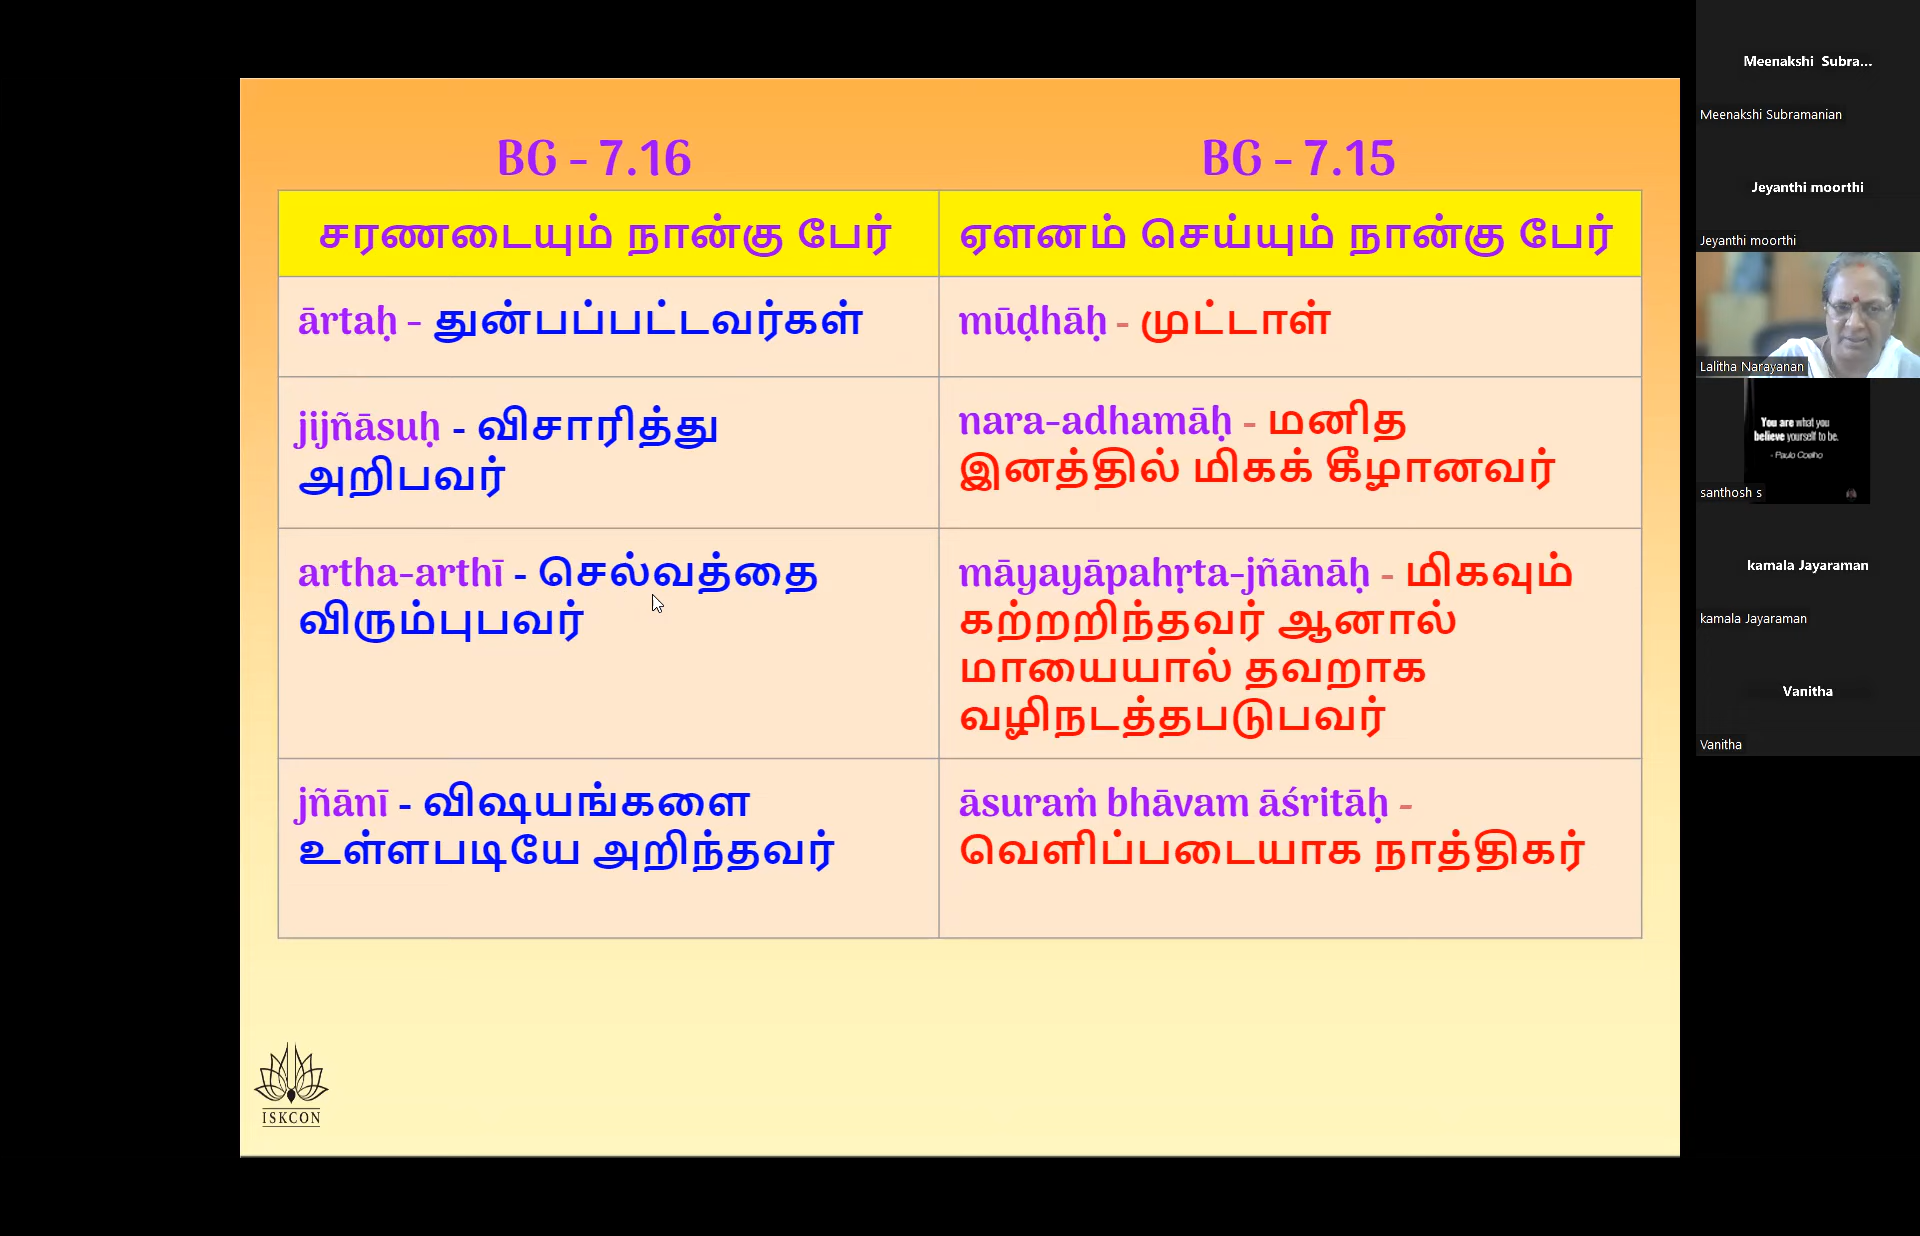 BG - 7.16
BG - 7.15
சரணடையும் நான்கு பேர்
ஏளனம் செய்யும் நான்கு பேர்
ārtaḥ - துன்பப்பட்டவர்கள்
mūḍhāḥ - முட்டாள்
jijñāsuḥ - விசாரித்து
அறிபவர்
nara-adhamāḥ - மனித
இனத்தில் மிகக் கீழானவர்
artha-arthī - செல்வத்தை
விரும்புபவர்
māyayāpahṛta-jñānāḥ - மிகவும்
கற்றறிந்தவர் ஆனால்
மாயையால் தவறாக
வழிநடத்தபடுபவர்
jñānī - விஷயங்களை
உள்ளபடியே அறிந்தவர்
āsuraṁ bhāvam āśritāḥ -
வெளிப்படையாக நாத்திகர்
ISKCON
Meenakshi Subra...
Meenakshi Subramanian
Jeyanthi moorthi
Jeyanthi moorthi
Lalitha Narayanan
You are what you
believe yourself to be.
- Paulo Coelho
santhosh s
kamala Jayaraman
kamala Jayaraman
Vanitha
Vanitha